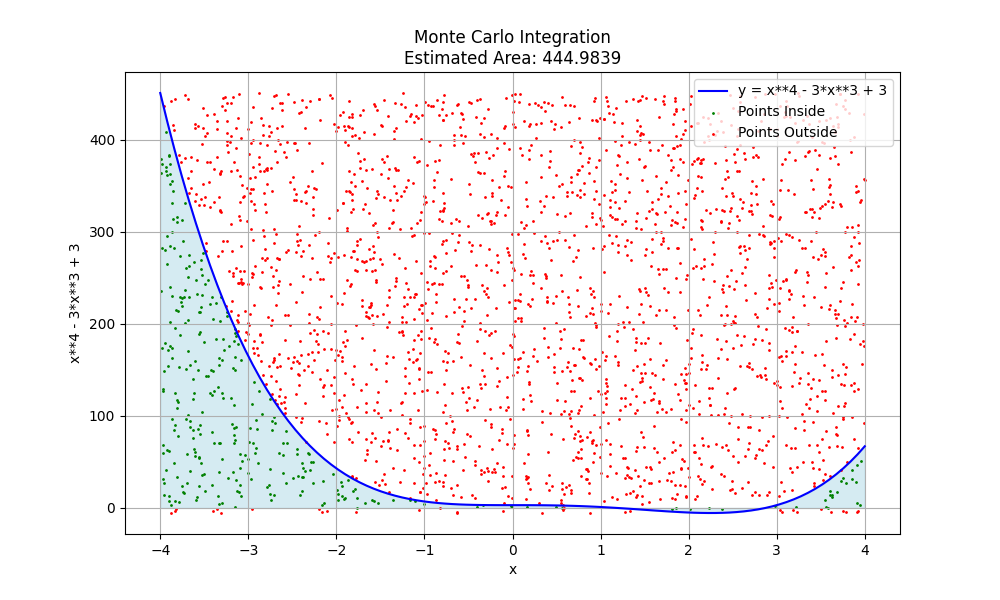 Monte Carlo Integration
Estimated Area: 444.9839
y = x**4 - 3*x**3 + 3
Points Inside
Points Outside
x**4 - 3*x**3 + 3
400
300
200
100
0
−4
−3
−2
−1
0
1
2
3
4
x